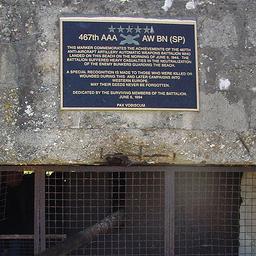 467th AAA AW BN (SP)
THIS MARKER COMMEMORATES THE ACHIEVEMENTS OF THE 467TH
ANTI-AIRCRAFT ARTILLERY AUTOMATIC WEAPONS BATTALION WHO
LANDED ON THIS BEACH ON THE MORNING OF JUNE 6, 1944. THE
BATTALION SUFFERED HEAVY CASUALTIES IN THE NEUTRALIZATION
OF THE ENEMY BUNKERS GUARDING THE BEACH.
A SPECIAL RECOGNITION IS MADE TO THOSE WHO WERE KILLED OR
WOUNDED DURING THIS AND LATER CAMPAIGNS INTO
WESTERN EUROPE.
MAY THEIR DEEDS NEVER BE FORGOTTEN.
DEDICATED BY THE SURVIVING MEMBERS OF THE BATTALION.
JUNE 6, 1994
PAX VOBISCUM